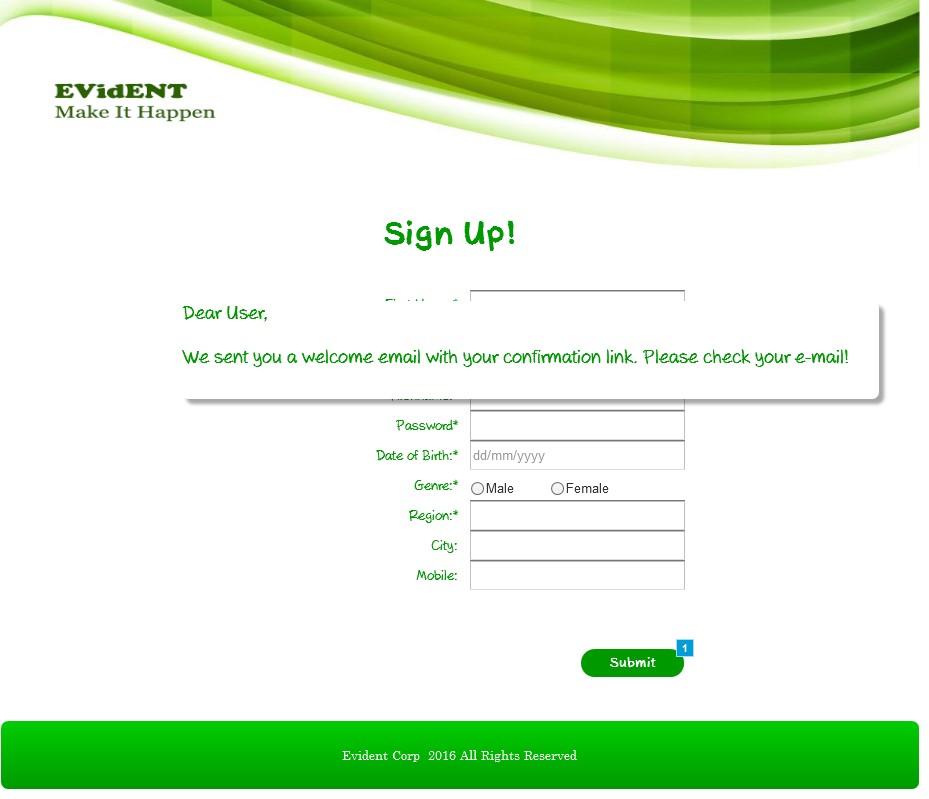 EVidENT
Make It Happen
Sign Up!
Dear User,
We sent you a welcome email with your confirmation link. Please check your e-mail!
Password*
Date of Birth:* dd/mm/yyyy
Genre:* Male Female
Region:*
City:
Mobile:
1
Submit
Evident Corp 2016 All Rights Reserved